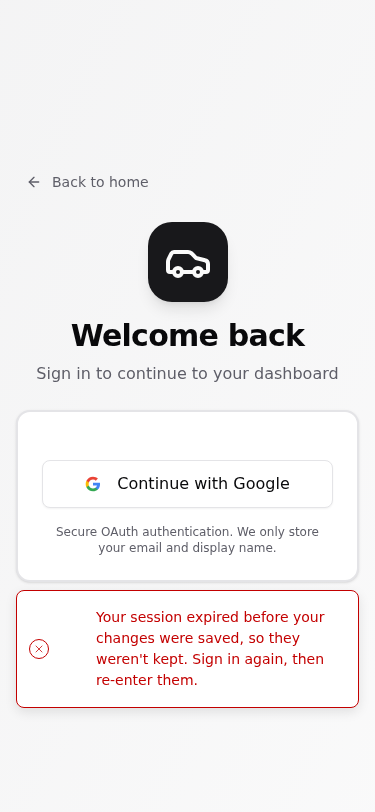 Back to home
Welcome back
Sign in to continue to your dashboard
Continue with Google
Secure OAuth authentication. We only store
your email and display name.
Your session expired before your
changes were saved, so they
weren't kept. Sign in again, then
re-enter them.